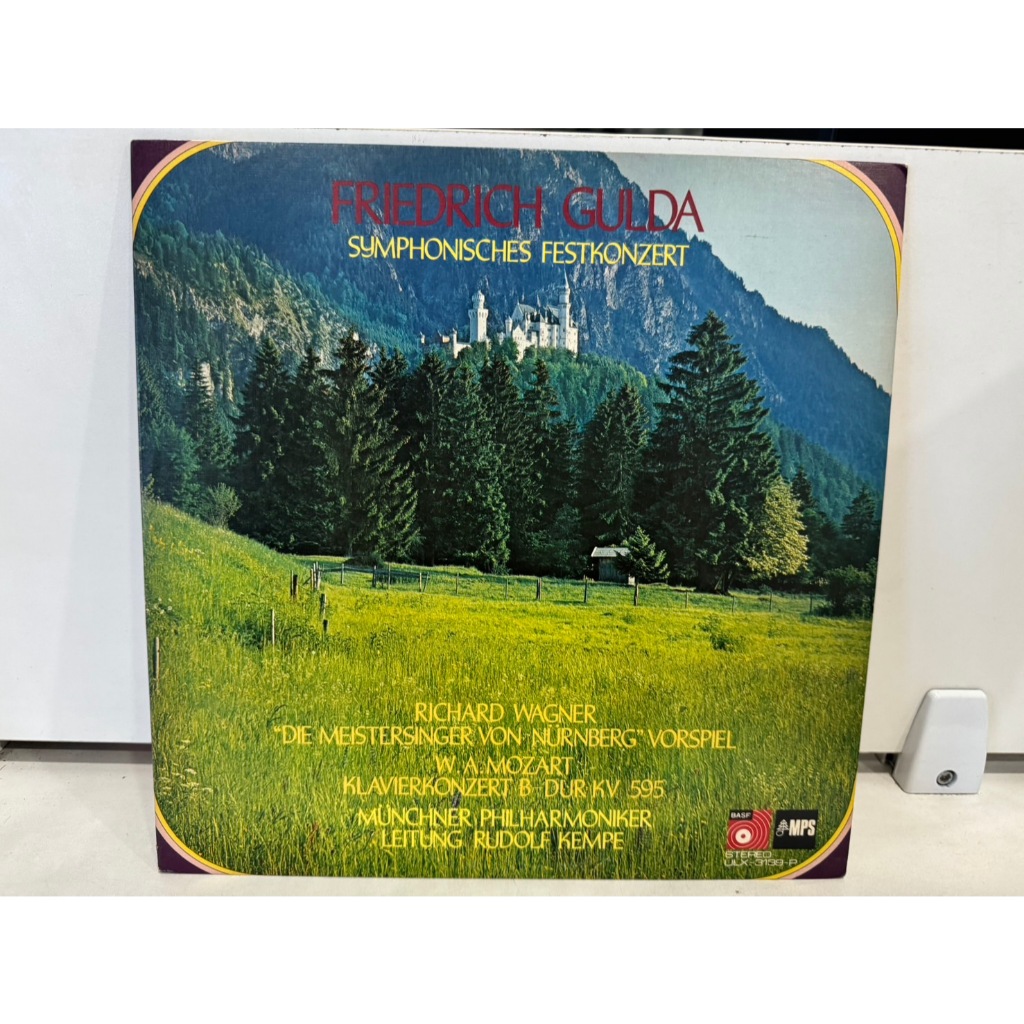 FRIEDRICH GULDA
SYMPHONISCHES FESTKONZERT
RICHARD WAGNER
"DIE MEISTERSINGER VON NÜRNBERG" VORSPIEL
W. A. MOZART
KLAVIERKONZERT B-DUR KV 595
MÜNCHNER PHILHARMONIKER
LEITUNG RUDOLF KEMPE
BASF
MPS
STEREO
ULX-3139-P